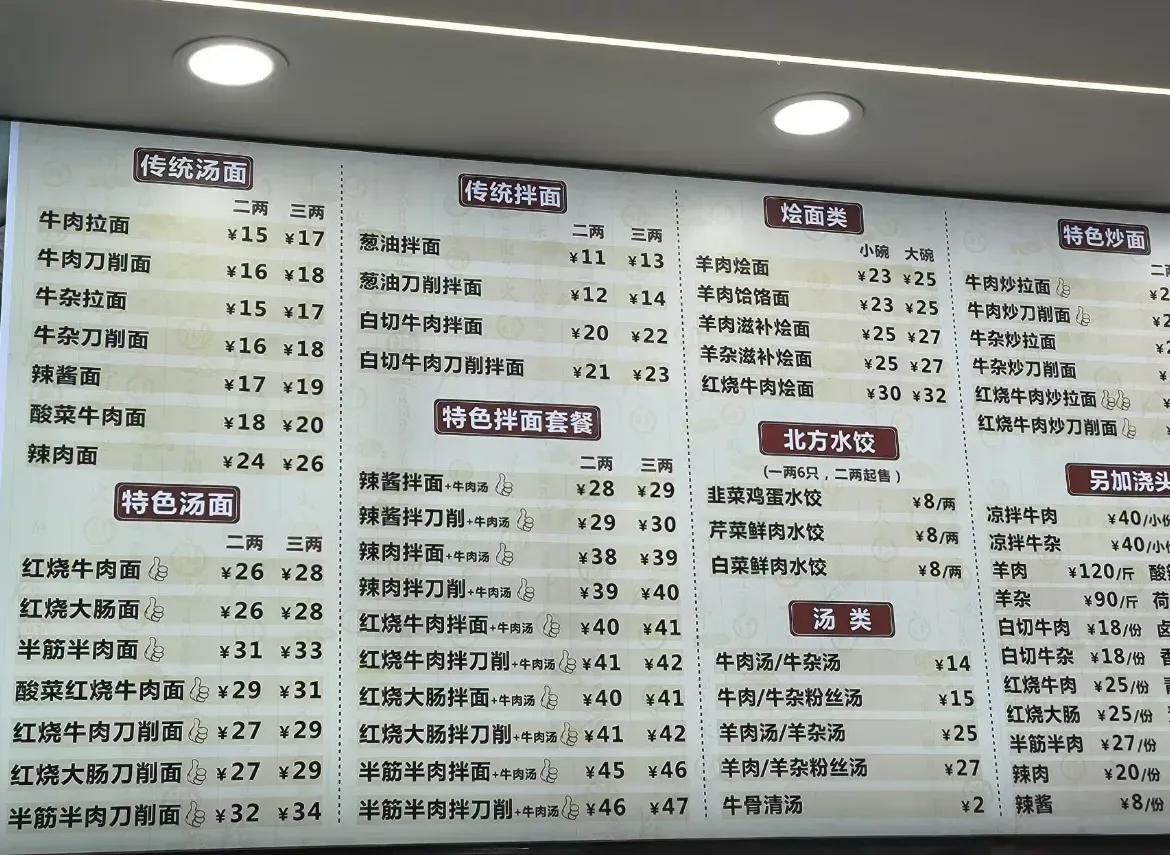 传统汤面
二两 三两
牛肉拉面 ¥15 ¥17
牛肉刀削面 ¥16 ¥18
牛杂拉面 ¥15 ¥17
牛杂刀削面 ¥16 ¥18
辣酱面 ¥17 ¥19
酸菜牛肉面 ¥18 ¥20
辣肉面 ¥24 ¥26
特色汤面
二两 三两
红烧牛肉面 ¥26 ¥28
红烧大肠面 ¥26 ¥28
半筋半肉面 ¥31 ¥33
酸菜红烧牛肉面 ¥29 ¥31
红烧牛肉刀削面 ¥27 ¥29
红烧大肠刀削面 ¥27 ¥29
半筋半肉刀削面 ¥32 ¥34
传统拌面
二两 三两
葱油拌面 ¥11 ¥13
葱油刀削拌面 ¥12 ¥14
白切牛肉拌面 ¥20 ¥22
白切牛肉刀削拌面 ¥21 ¥23
特色拌面套餐
二两 三两
辣酱拌面+牛肉汤 ¥28 ¥29
辣酱拌刀削+牛肉汤 ¥29 ¥30
辣肉拌面+牛肉汤 ¥38 ¥39
辣肉拌刀削+牛肉汤 ¥39 ¥40
红烧牛肉拌面+牛肉汤 ¥40 ¥41
红烧牛肉拌刀削+牛肉汤 ¥41 ¥42
红烧大肠拌面+牛肉汤 ¥40 ¥41
红烧大肠拌刀削+牛肉汤 ¥41 ¥42
半筋半肉拌面+牛肉汤 ¥45 ¥46
半筋半肉拌刀削+牛肉汤 ¥46 ¥47
烩面类
小碗 大碗
羊肉烩面 ¥23 ¥25
羊肉饸饹面 ¥23 ¥25
羊肉滋补烩面 ¥25 ¥27
羊杂滋补烩面 ¥25 ¥27
红烧牛肉烩面 ¥30 ¥32
北方水饺
(一两6只，二两起售)
韭菜鸡蛋水饺 ¥8/两
芹菜鲜肉水饺 ¥8/两
白菜鲜肉水饺 ¥8/两
汤 类
牛肉汤/牛杂汤 ¥14
牛肉/牛杂粉丝汤 ¥15
羊肉汤/羊杂汤 ¥25
羊肉/羊杂粉丝汤 ¥27
牛骨清汤 ¥2
特色炒面
二两
牛肉炒拉面 ¥2
牛肉炒刀削面 ¥2
牛杂炒拉面 ¥2
牛杂炒刀削面 ¥
红烧牛肉炒拉面 ¥
红烧牛肉炒刀削面 ¥
另加浇头
凉拌牛肉 ¥40/小份
凉拌牛杂 ¥40/小份
羊肉 ¥120/斤 酸
羊杂 ¥90/斤 荷
白切牛肉 ¥18/份 卤
白切牛杂 ¥18/份 香
红烧牛肉 ¥25/份
红烧大肠 ¥25/份
半筋半肉 ¥27/份
辣肉 ¥20/份
辣酱 ¥8/份